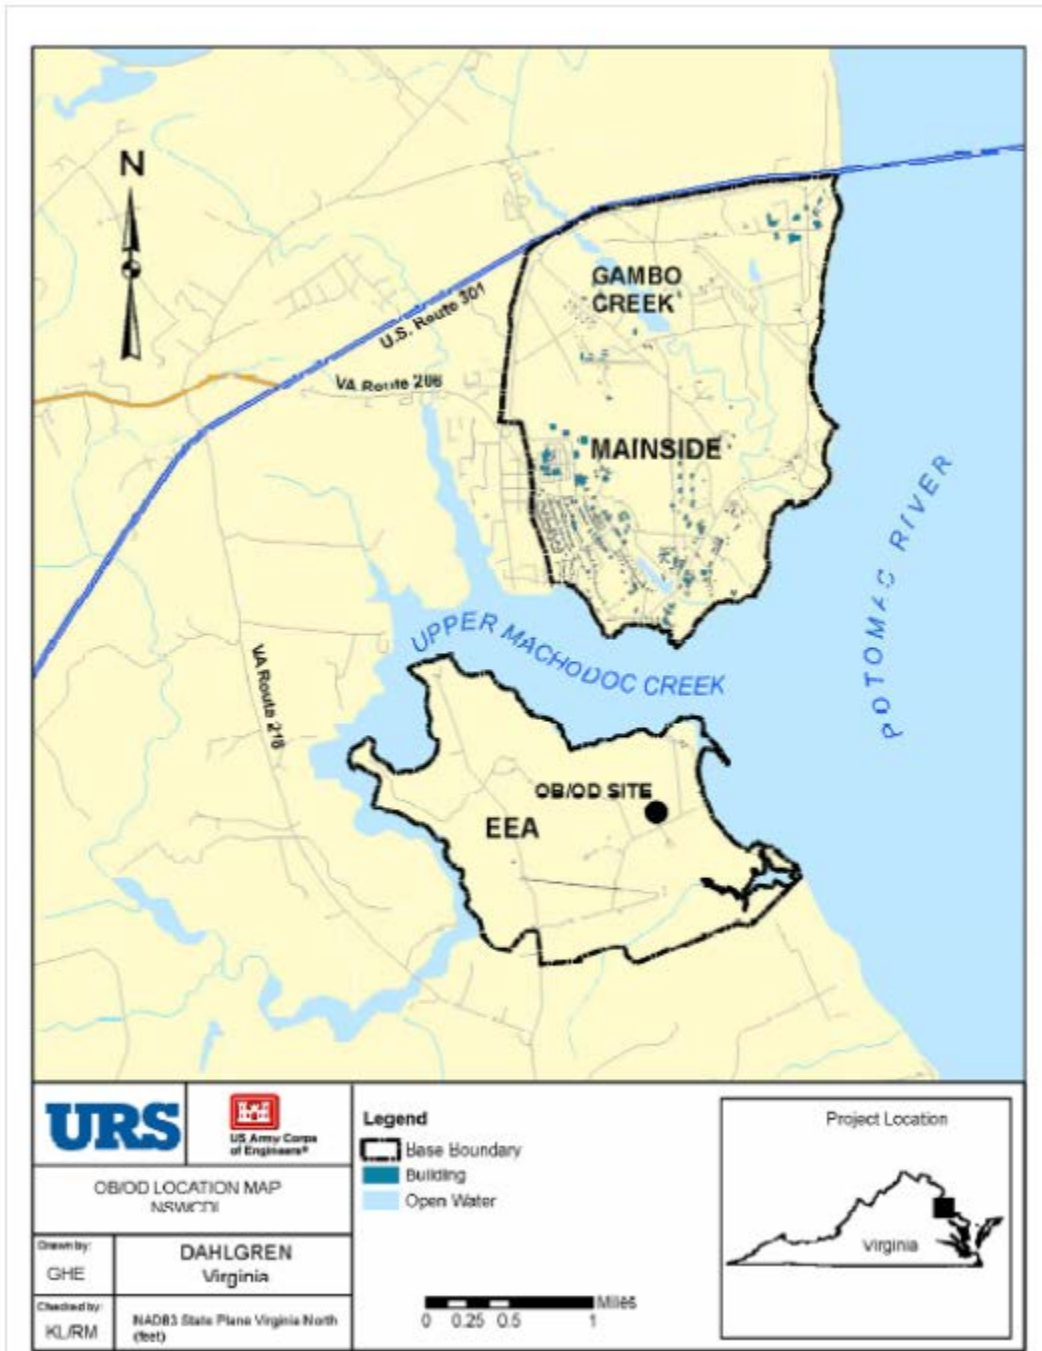 N
GAMBO
CREEK
U.S. Route 301
VA Route 206
MAINSIDE
POTOMAC RIVER
UPPER MACHODOC CREEK
VA Route 218
OB/OD SITE
EEA
URS
US Army Corps
of Engineers®
OB/OD LOCATION MAP
NSWCDL
Drawn by:
GHE
DAHLGREN
Virginia
Checked by:
KL/RM
NAD83 State Plane Virginia North
(feet)
Legend
Base Boundary
Building
Open Water
Miles
0 0.25 0.5 1
Project Location
Virginia